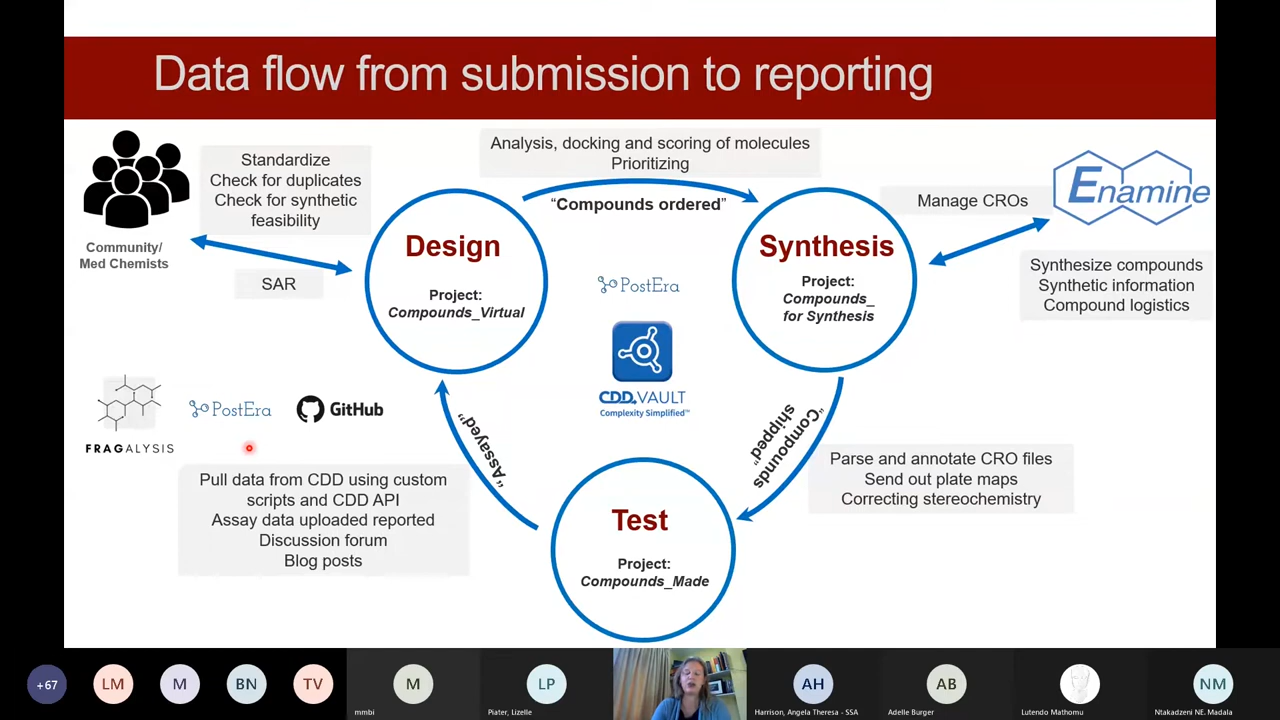 Data flow from submission to reporting
Analysis, docking and scoring of molecules
Prioritizing
Standardize
Check for duplicates
Check for synthetic
feasibility
Community/
Med Chemists
SAR
“Compounds ordered”
Manage CROs
Enamine
Synthesize compounds
Synthetic information
Compound logistics
Design
Project:
Compounds_Virtual
Synthesis
Project:
Compounds_
for Synthesis
PostEra
CDD VAULT
Complexity Simplified™
FRAGALYSIS
PostEra
GitHub
“Assayed”
“Compounds
shipped”
Pull data from CDD using custom
scripts and CDD API
Assay data uploaded reported
Discussion forum
Blog posts
Parse and annotate CRO files
Send out plate maps
Correcting stereochemistry
Test
Project:
Compounds_Made
+67
LM
M
BN
TV
M
mmbi
LP
Piater, Lizelle
AH
Harrison, Angela Theresa - SSA
AB
Adelle Burger
Lutendo Mathomu
NM
Ntakadzeni NE. Madala